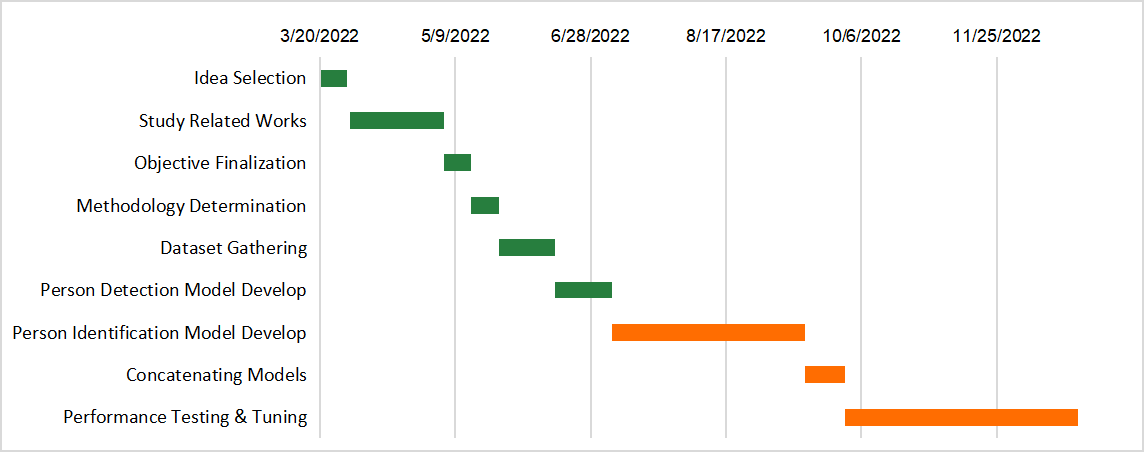 3/20/2022 5/9/2022 6/28/2022 8/17/2022 10/6/2022 11/25/2022
Idea Selection
Study Related Works
Objective Finalization
Methodology Determination
Dataset Gathering
Person Detection Model Develop
Person Identification Model Develop
Concatenating Models
Performance Testing & Tuning